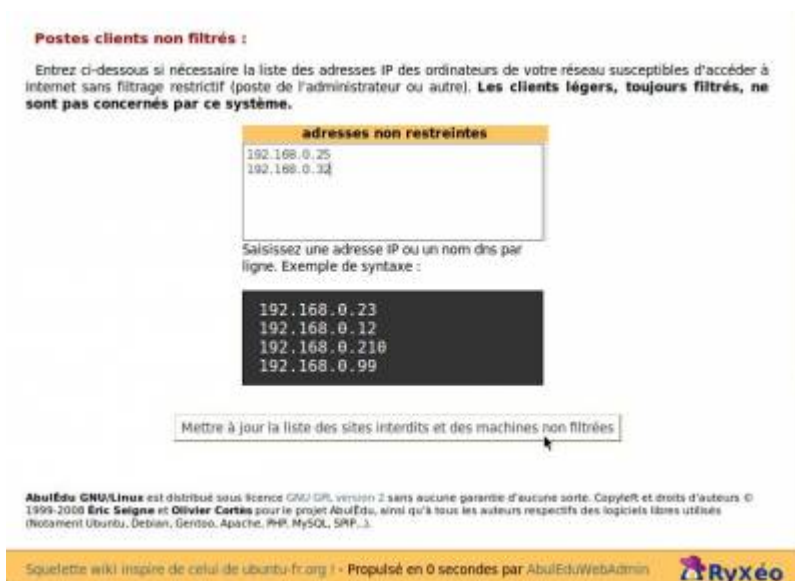 Postes clients non filtrés :
Entrez ci-dessous si nécessaire la liste des adresses IP des ordinateurs de votre réseau susceptibles d'accéder à
internet sans filtrage restrictif (poste de l'administrateur ou autre). Les clients légers, toujours filtrés, ne
sont pas concernés par ce système.
adresses non restreintes
192.168.0.25
192.168.0.32
Saisissez une adresse IP ou un nom dns par
ligne. Exemple de syntaxe :
192.168.0.23
192.168.0.12
192.168.0.210
192.168.0.99
Mettre à jour la liste des sites interdits et des machines non filtrées
AbulÉdu GNU/Linux est distribué sous licence GNU GPL version 2 sans aucune garantie d'aucune sorte. Copyleft et droits d'auteurs ©
1999-2008 Éric Seigne et Olivier Cortès pour le projet AbulÉdu, ainsi qu'à tous les auteurs respectifs des logiciels libres utilisés
(Notament Ubuntu, Debian, Gentoo, Apache, PHP, MySQL, SPIP...).
Squelette wiki inspire de celui de ubuntu-fr.org ! - Propulsé en 0 secondes par AbulEduWebAdmin
RyXéo